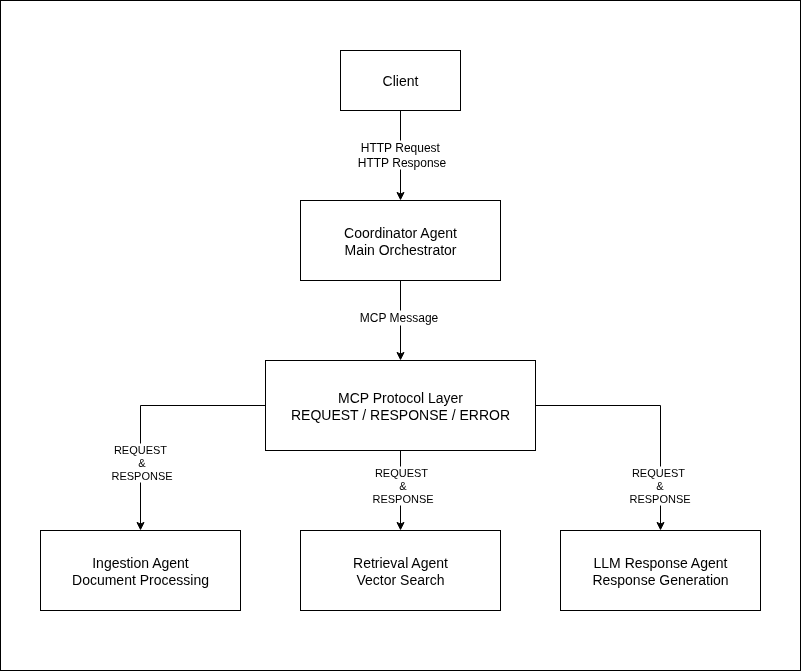 Client
HTTP Request
HTTP Response
Coordinator Agent
Main Orchestrator
MCP Message
MCP Protocol Layer
REQUEST / RESPONSE / ERROR
REQUEST
&
RESPONSE
REQUEST
&
RESPONSE
REQUEST
&
RESPONSE
Ingestion Agent
Document Processing
Retrieval Agent
Vector Search
LLM Response Agent
Response Generation